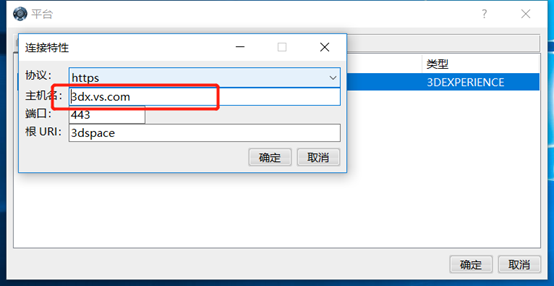 平台
连接特性
协议： https
主机名： 3dx.vs.com
端口： 443
根 URI： 3dspace
确定 取消
类型
3DEXPERIENCE
确定 取消